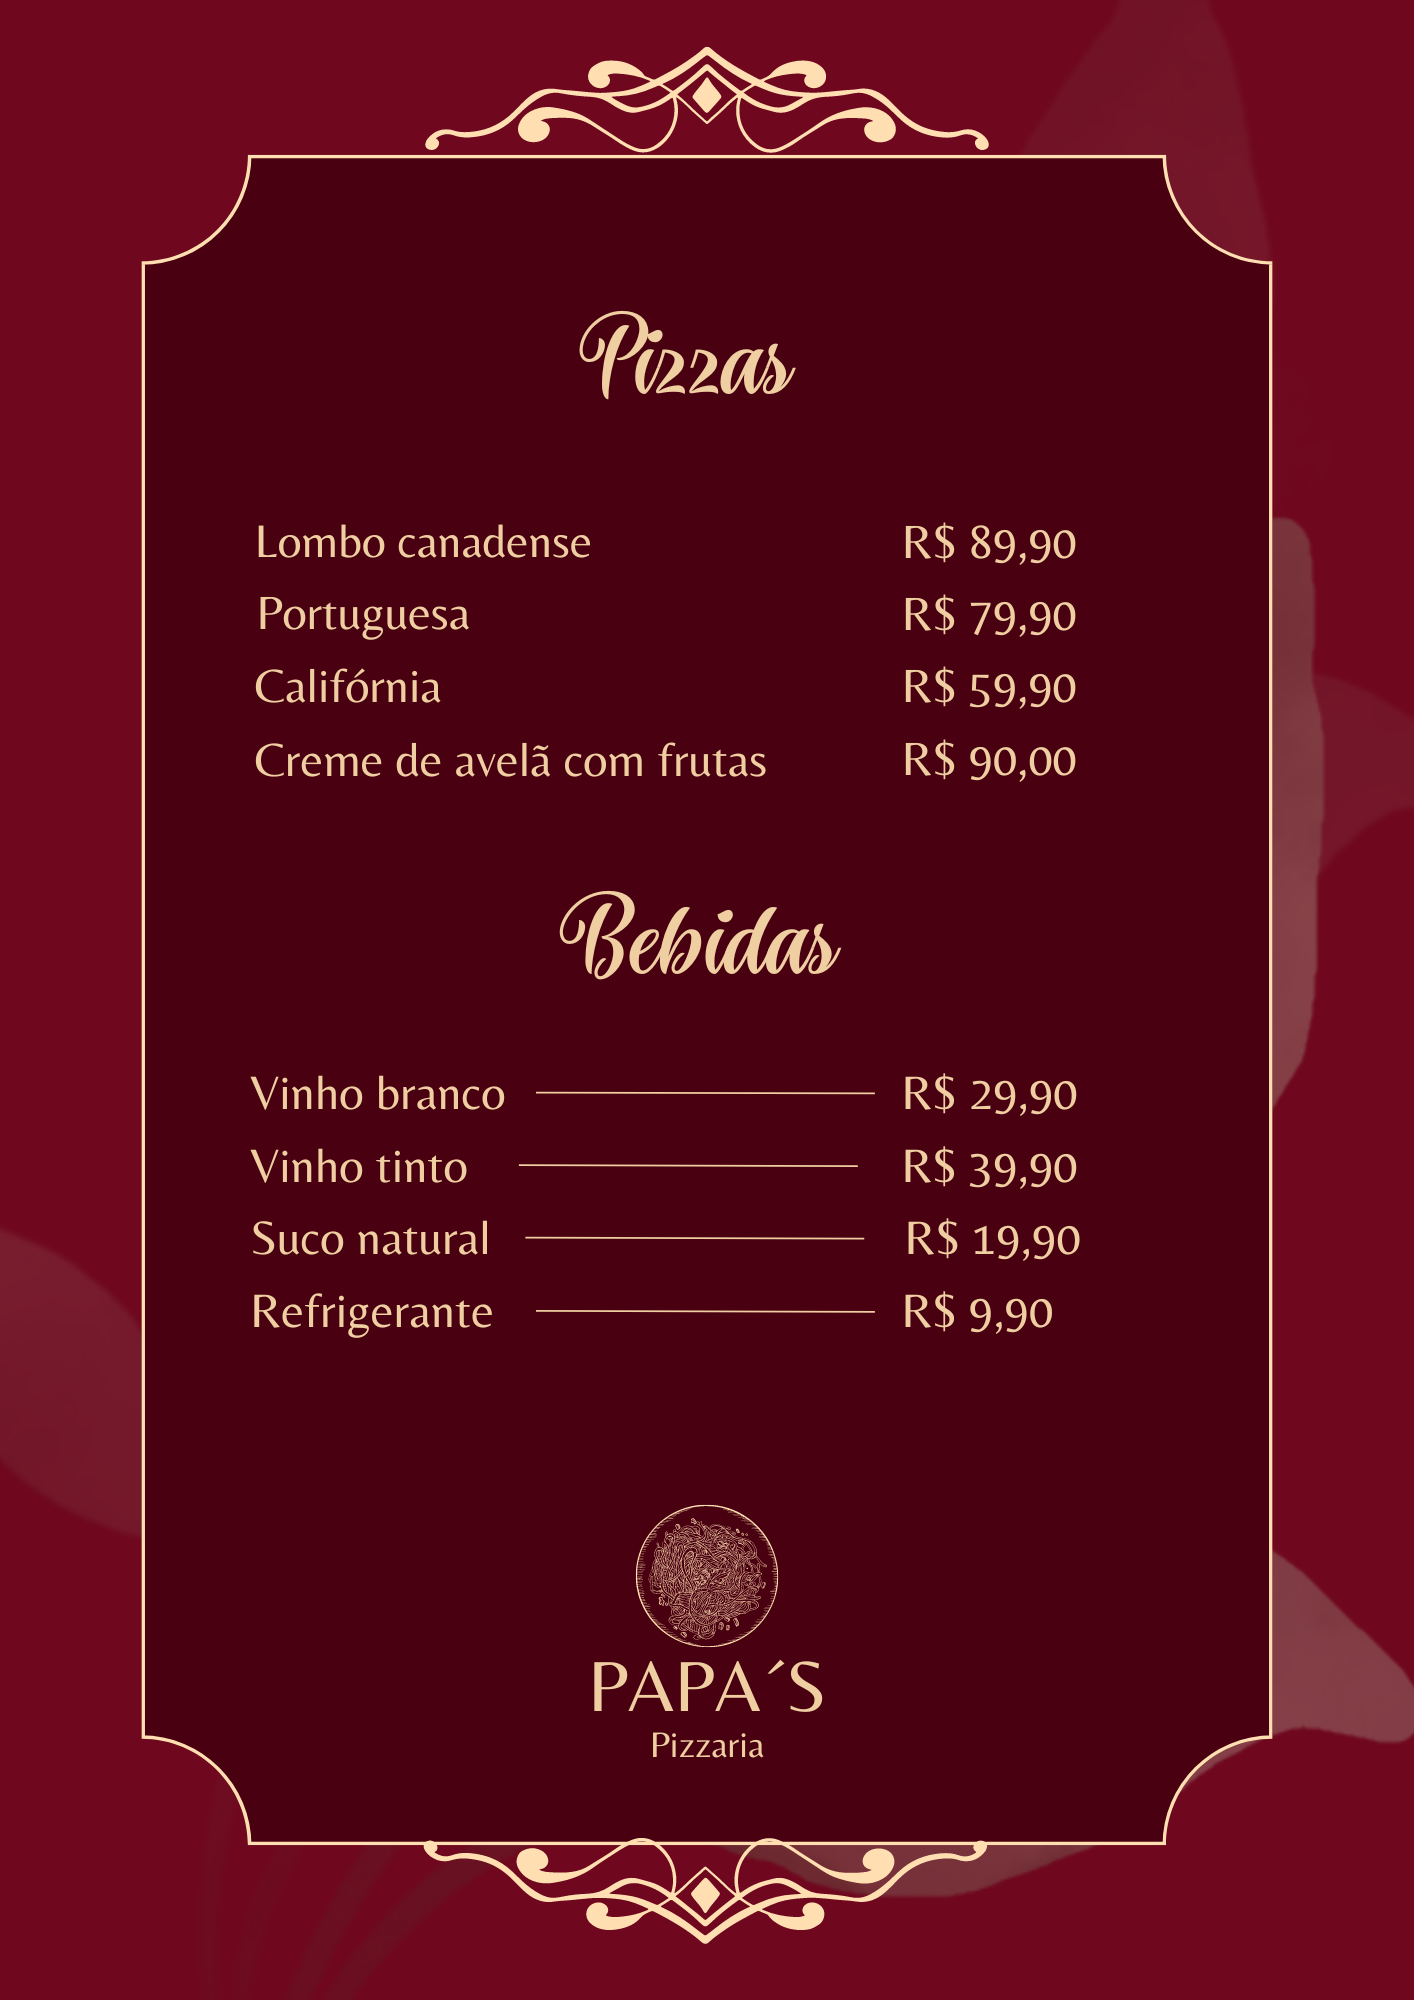 Pizzas
Lombo canadense R$ 89,90
Portuguesa R$ 79,90
Califórnia R$ 59,90
Creme de avelã com frutas R$ 90,00
Bebidas
Vinho branco R$ 29,90
Vinho tinto R$ 39,90
Suco natural R$ 19,90
Refrigerante R$ 9,90
PAPA´S
Pizzaria